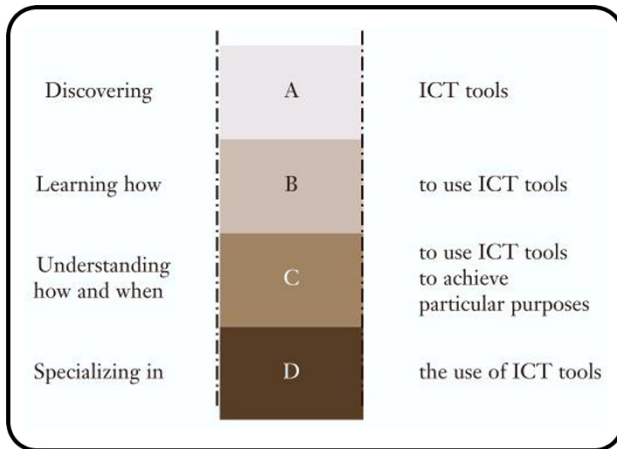 Discovering A ICT tools
Learning how B to use ICT tools
Understanding
how and when
C
to use ICT tools
to achieve
particular purposes
Specializing in D the use of ICT tools